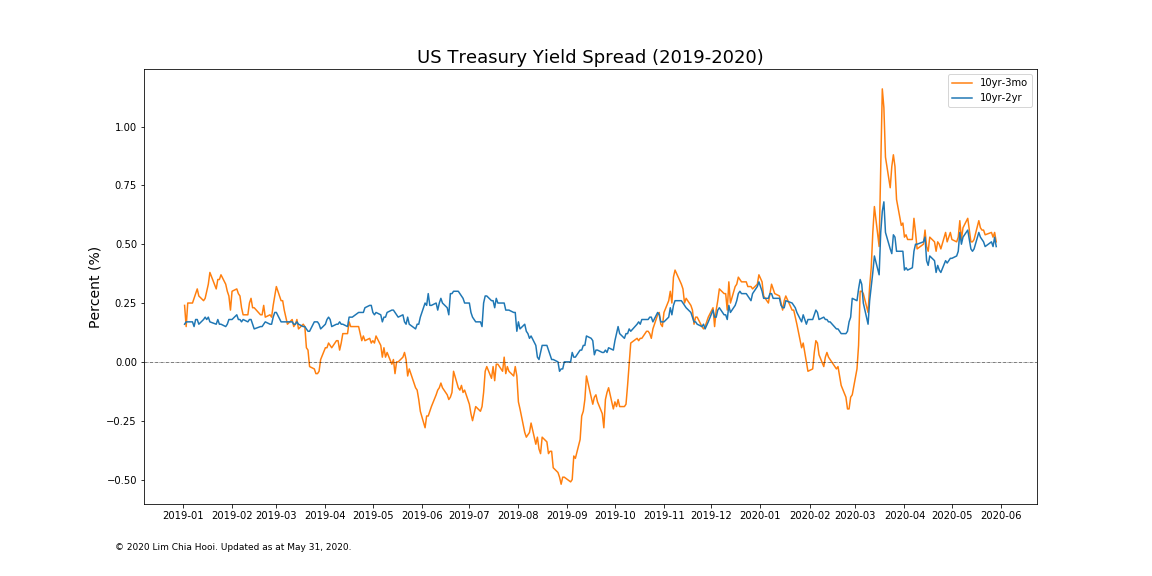 US Treasury Yield Spread (2019-2020)
10yr-3mo
10yr-2yr
Percent (%)
1.00
0.75
0.50
0.25
0.00
−0.25
−0.50
2019-01 2019-02 2019-03 2019-04 2019-05 2019-06 2019-07 2019-08 2019-09 2019-10 2019-11 2019-12 2020-01 2020-02 2020-03 2020-04 2020-05 2020-06
© 2020 Lim Chia Hooi. Updated as at May 31, 2020.